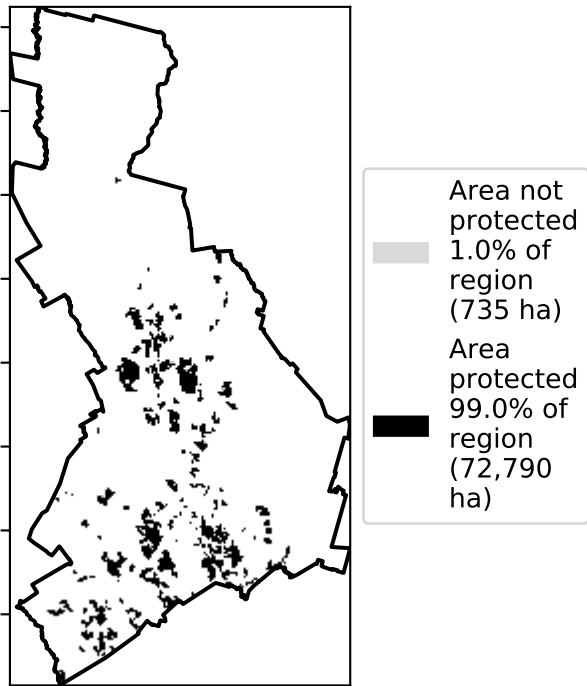 Area not
protected
1.0% of
region
(735 ha)
Area
protected
99.0% of
region
(72,790
ha)